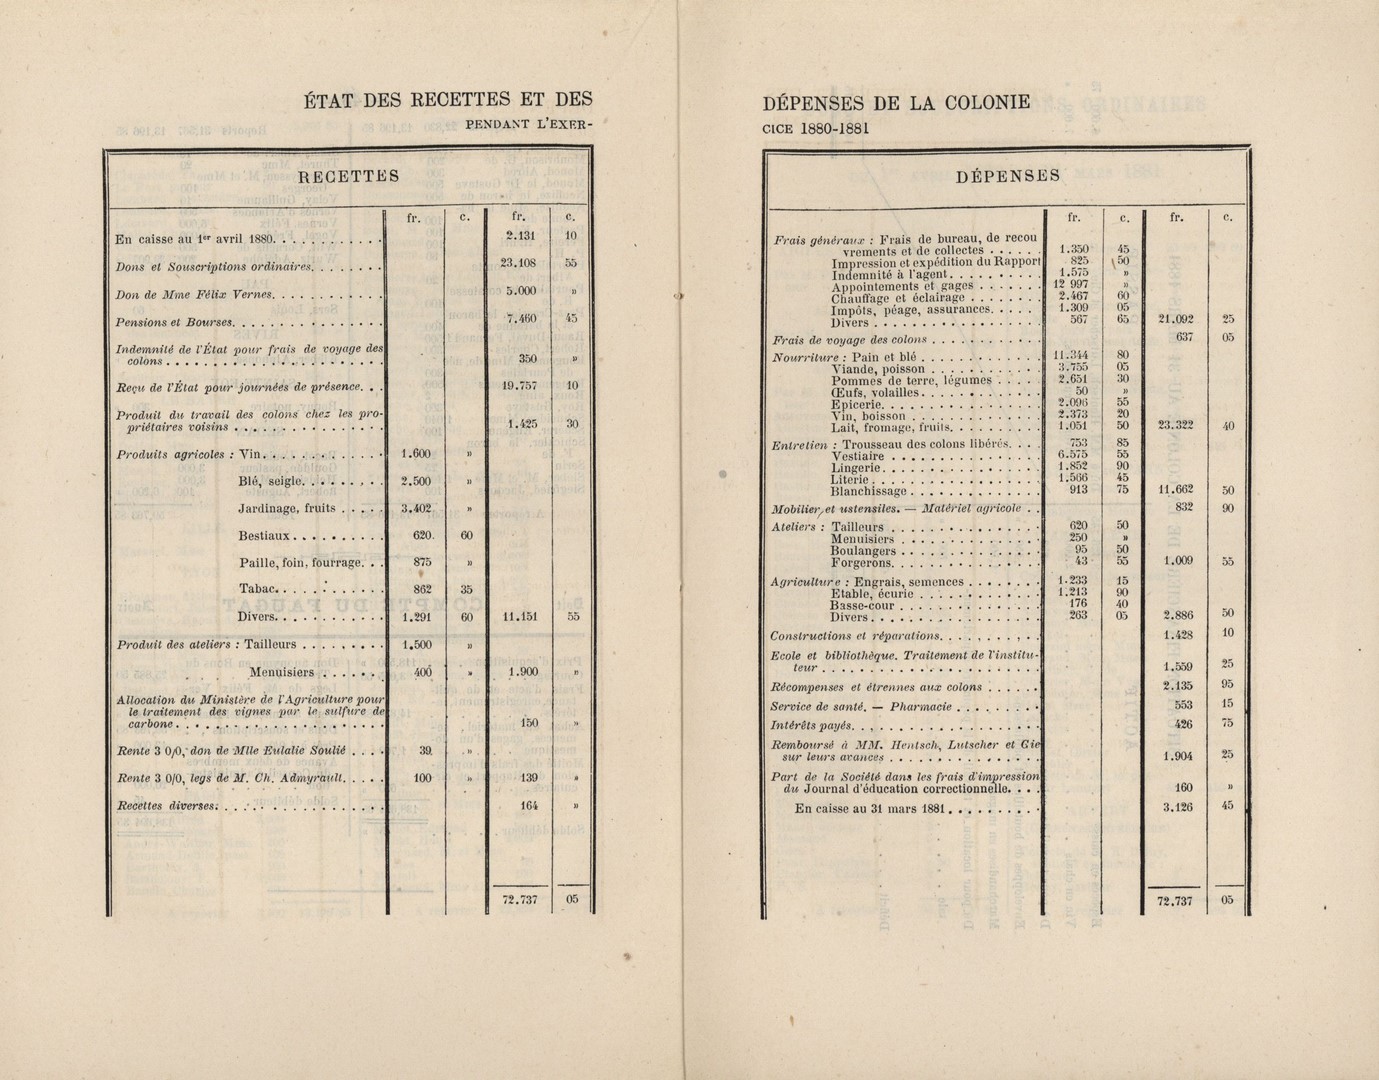 ÉTAT DES RECETTES ET DES
PENDANT L'EXER-
RECETTES
fr. c. fr. c.
En caisse au 1er avril 1880. . . . . . . . . . . . 2.131 10
Dons et Souscriptions ordinaires. . . . . . . . 23.108 55
Don de Mme Félix Vernes. . . . . . . . . . . . 5.000 »
Pensions et Bourses. . . . . . . . . . . . . . . . 7.460 45
Indemnité de l'État pour frais de voyage des
colons . . . . . . . . . . . . . . . . . . . . . . . 350 »
Reçu de l'État pour journées de présence. . . 19.757 10
Produit du travail des colons chez les pro-
priétaires voisins . . . . . . . . . . . . . . . . 1.425 30
Produits agricoles : Vin. . . . . . . . . . . . . 1.600 »
Blé, seigle. . . . . . . . . 2.500 »
Jardinage, fruits . . . . . 3.402 »
Bestiaux . . . . . . . . . . 620 60
Paille, foin, fourrage. . . 875 »
Tabac. . . . . . . . . . . . 862 35
Divers. . . . . . . . . . . . 1.291 60 11.151 55
Produit des ateliers : Tailleurs . . . . . . . . . 1.500 »
Menuisiers . . . . . . . 400 » 1.900 »
Allocation du Ministère de l'Agriculture pour
le traitement des vignes par le sulfure de
carbone . . . . . . . . . . . . . . . . . . . . . . 150 »
Rente 3 0/0, don de Mlle Eulalie Soulié . . . . 39 »
Rente 3 0/0, legs de M. Ch. Admyrault. . . . . 100 » 139 »
Recettes diverses. . . . . . . . . . . . . . . . . . 164 »
72.737 05
DÉPENSES DE LA COLONIE
CICE 1880-1881
DÉPENSES
fr. c. fr. c.
Frais généraux : Frais de bureau, de recou
vrements et de collectes . . . . . 1.350 45
Impression et expédition du Rapport 825 50
Indemnité à l'agent. . . . . . . . . . 1.575 »
Appointements et gages . . . . . . . 12 997 »
Chauffage et éclairage . . . . . . . . 2.467 60
Impôts, péage, assurances. . . . . . 1.309 05
Divers . . . . . . . . . . . . . . . . . . 567 65 21.092 25
Frais de voyage des colons . . . . . . . . . . . . 637 05
Nourriture : Pain et blé . . . . . . . . . . . . . 11.344 80
Viande, poisson . . . . . . . . . . . . 3.755 05
Pommes de terre, légumes . . . . . 2.651 30
Œufs, volailles. . . . . . . . . . . . . 50 »
Epicerie. . . . . . . . . . . . . . . . . 2.096 55
Vin, boisson . . . . . . . . . . . . . . 2.373 20
Lait, fromage, fruits. . . . . . . . . . 1.051 50 23.322 40
Entretien : Trousseau des colons libérés. . . . 753 85
Vestiaire . . . . . . . . . . . . . . . . 6.575 55
Lingerie. . . . . . . . . . . . . . . . . 1.852 90
Literie . . . . . . . . . . . . . . . . . . 1.566 45
Blanchissage . . . . . . . . . . . . . . 913 75 11.662 50
Mobilier et ustensiles. — Matériel agricole . . 832 90
Ateliers : Tailleurs . . . . . . . . . . . . . . . . 620 50
Menuisiers . . . . . . . . . . . . . . . 250 »
Boulangers . . . . . . . . . . . . . . . 95 50
Forgerons. . . . . . . . . . . . . . . . 43 55 1.009 55
Agriculture : Engrais, semences . . . . . . . . 1.233 15
Etable, écurie . . . . . . . . . . . . . 1.213 90
Basse-cour . . . . . . . . . . . . . . . 176 40
Divers . . . . . . . . . . . . . . . . . . 263 05 2.886 50
Constructions et réparations. . . . . . . . . . . 1.428 10
Ecole et bibliothèque. Traitement de l'institu-
teur . . . . . . . . . . . . . . . . . . . . . . . . 1.559 25
Récompenses et étrennes aux colons . . . . . . 2.135 95
Service de santé. — Pharmacie . . . . . . . . . 553 15
Intérêts payés. . . . . . . . . . . . . . . . . . . . 426 75
Remboursé à MM. Hentsch, Lutscher et Cie
sur leurs avances . . . . . . . . . . . . . . . . 1.904 25
Part de la Société dans les frais d'impression
du Journal d'éducation correctionnelle. . . . 160 »
En caisse au 31 mars 1881 . . . . . . . . . . 3.126 45
72.737 05